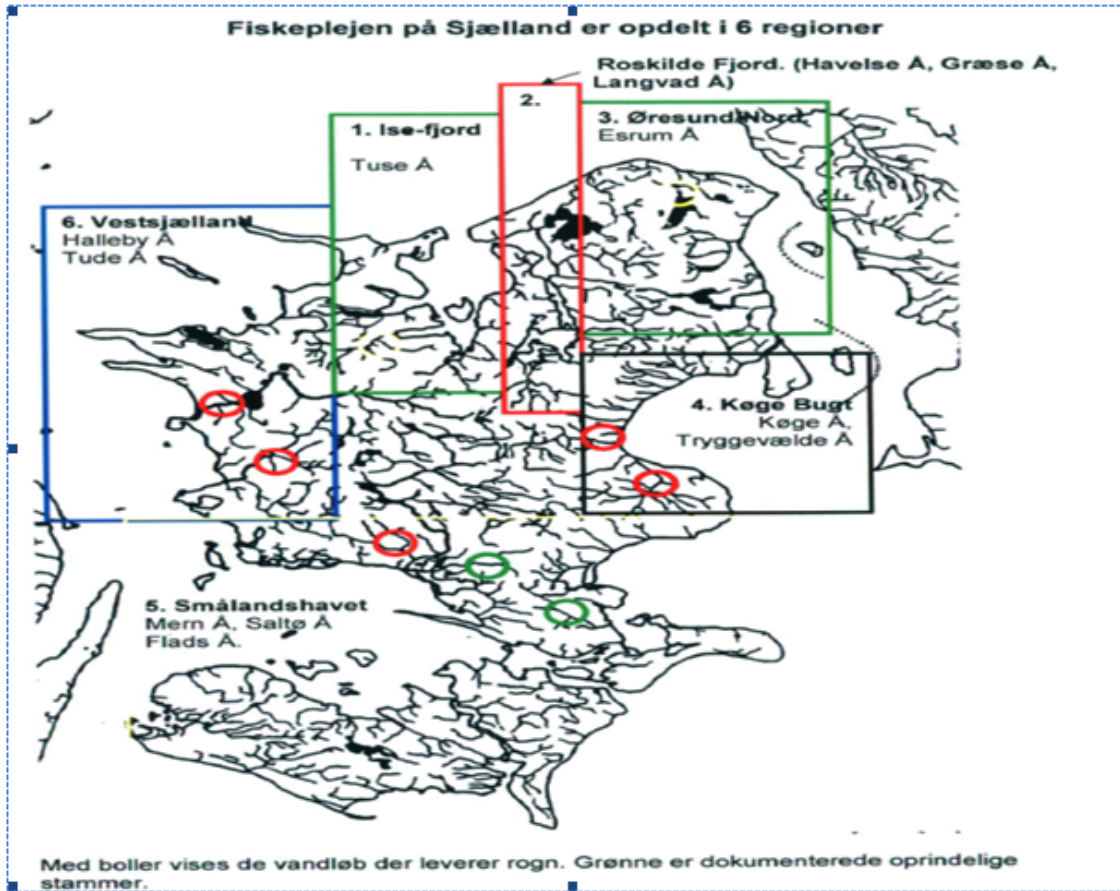 Fiskeplejen på Sjælland er opdelt i 6 regioner
Roskilde Fjord. (Havelse Å, Græse Å,
Langvad Å)
2.
1. Ise-fjord
Tuse Å
3. Øresund Nord
Esrum Å
6. Vestsjælland
Halleby Å
Tude Å
4. Køge Bugt
Køge Å,
Tryggevælde Å
5. Smålandshavet
Mern Å, Saltø Å
Flads Å.
Med boller vises de vandløb der leverer rogn. Grønne er dokumenterede oprindelige
stammer.